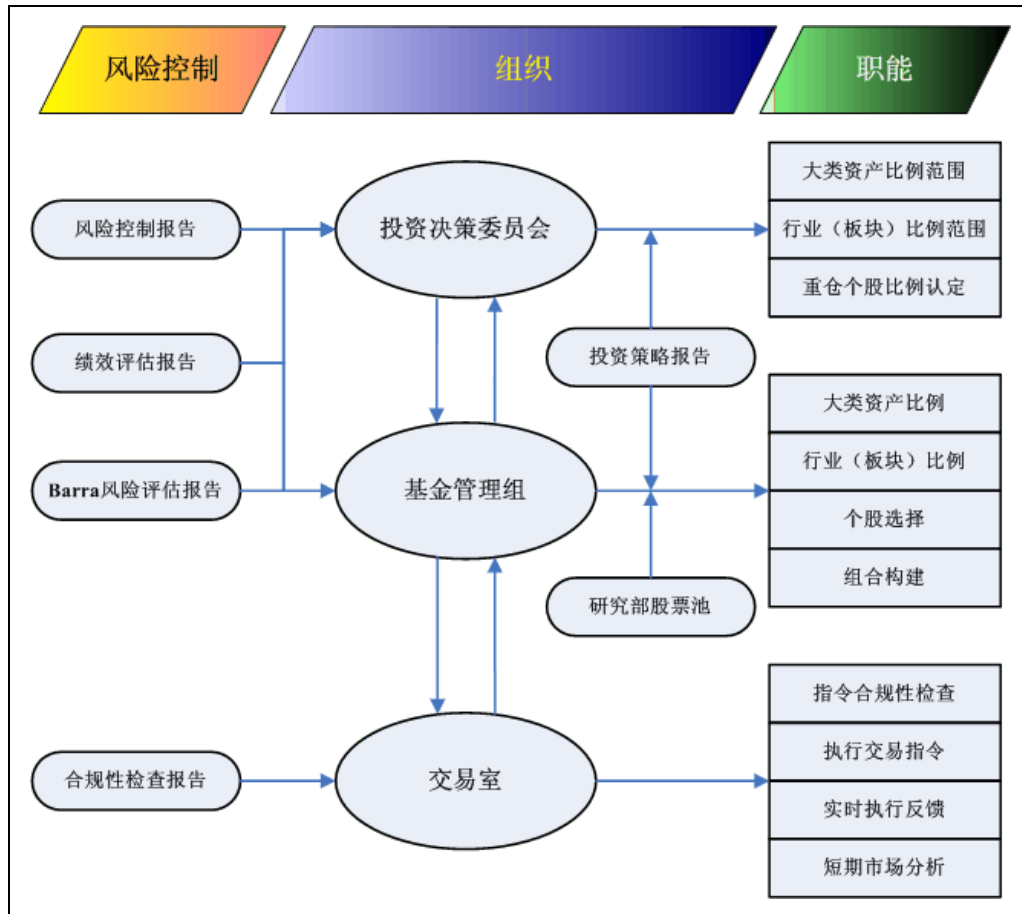 风险控制
组织
职能
大类资产比例范围
风险控制报告
投资决策委员会
行业（板块）比例范围
重仓个股比例认定
绩效评估报告
投资策略报告
大类资产比例
行业（板块）比例
Barra风险评估报告
基金管理组
个股选择
组合构建
研究部股票池
指令合规性检查
执行交易指令
合规性检查报告
交易室
实时执行反馈
短期市场分析